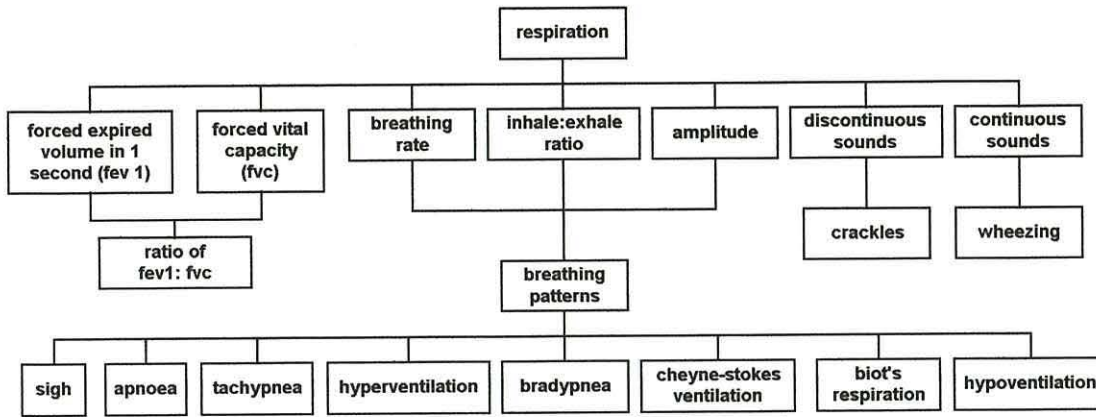 respiration
forced expired
volume in 1
second (fev 1)
forced vital
capacity
(fvc)
breathing
rate
inhale:exhale
ratio
amplitude
discontinuous
sounds
continuous
sounds
ratio of
fev1: fvc
crackles
wheezing
breathing
patterns
sigh
apnoea
tachypnea
hyperventilation
bradypnea
cheyne-stokes
ventilation
biot's
respiration
hypoventilation